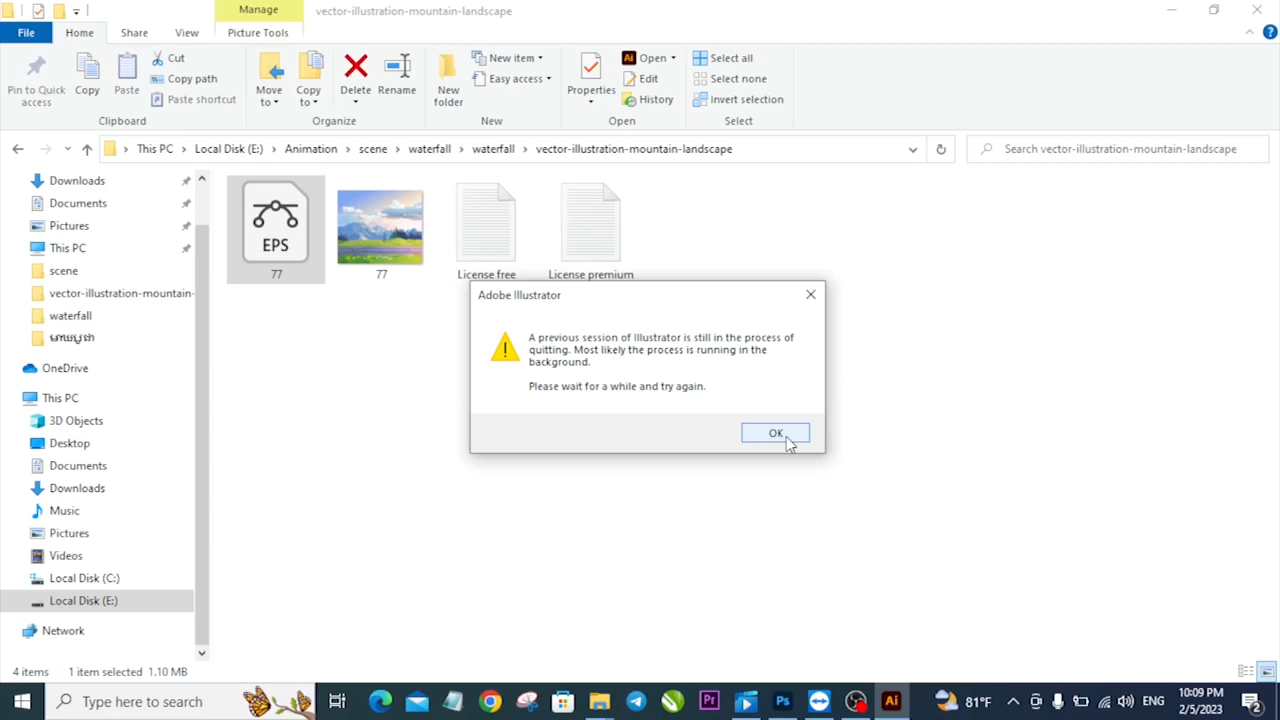 Manage
vector-illustration-mountain-landscape
File
Home
Share
View
Picture Tools
Pin to Quick access
Copy
Paste
Cut
Copy path
Paste shortcut
Move to
Copy to
Delete
Rename
New folder
New item
Easy access
Properties
Ai Open
Edit
History
Select all
Select none
Invert selection
Clipboard
Organize
New
Open
Select
This PC
Local Disk (E:)
Animation
scene
waterfall
waterfall
vector-illustration-mountain-landscape
Search vector-illustration-mountain-landscape
Downloads
Documents
Pictures
This PC
scene
vector-illustration-mountain-
waterfall
OneDrive
This PC
3D Objects
Desktop
Documents
Downloads
Music
Pictures
Videos
Local Disk (C:)
Local Disk (E:)
Network
EPS
77
77
License free
License premium
Adobe Illustrator
A previous session of Illustrator is still in the process of
quitting. Most likely the process is running in the
background.
Please wait for a while and try again.
OK
4 items
1 item selected 1.10 MB
Type here to search
Pr
Ps
Ai
81°F
ENG
10:09 PM
2/5/2023
2